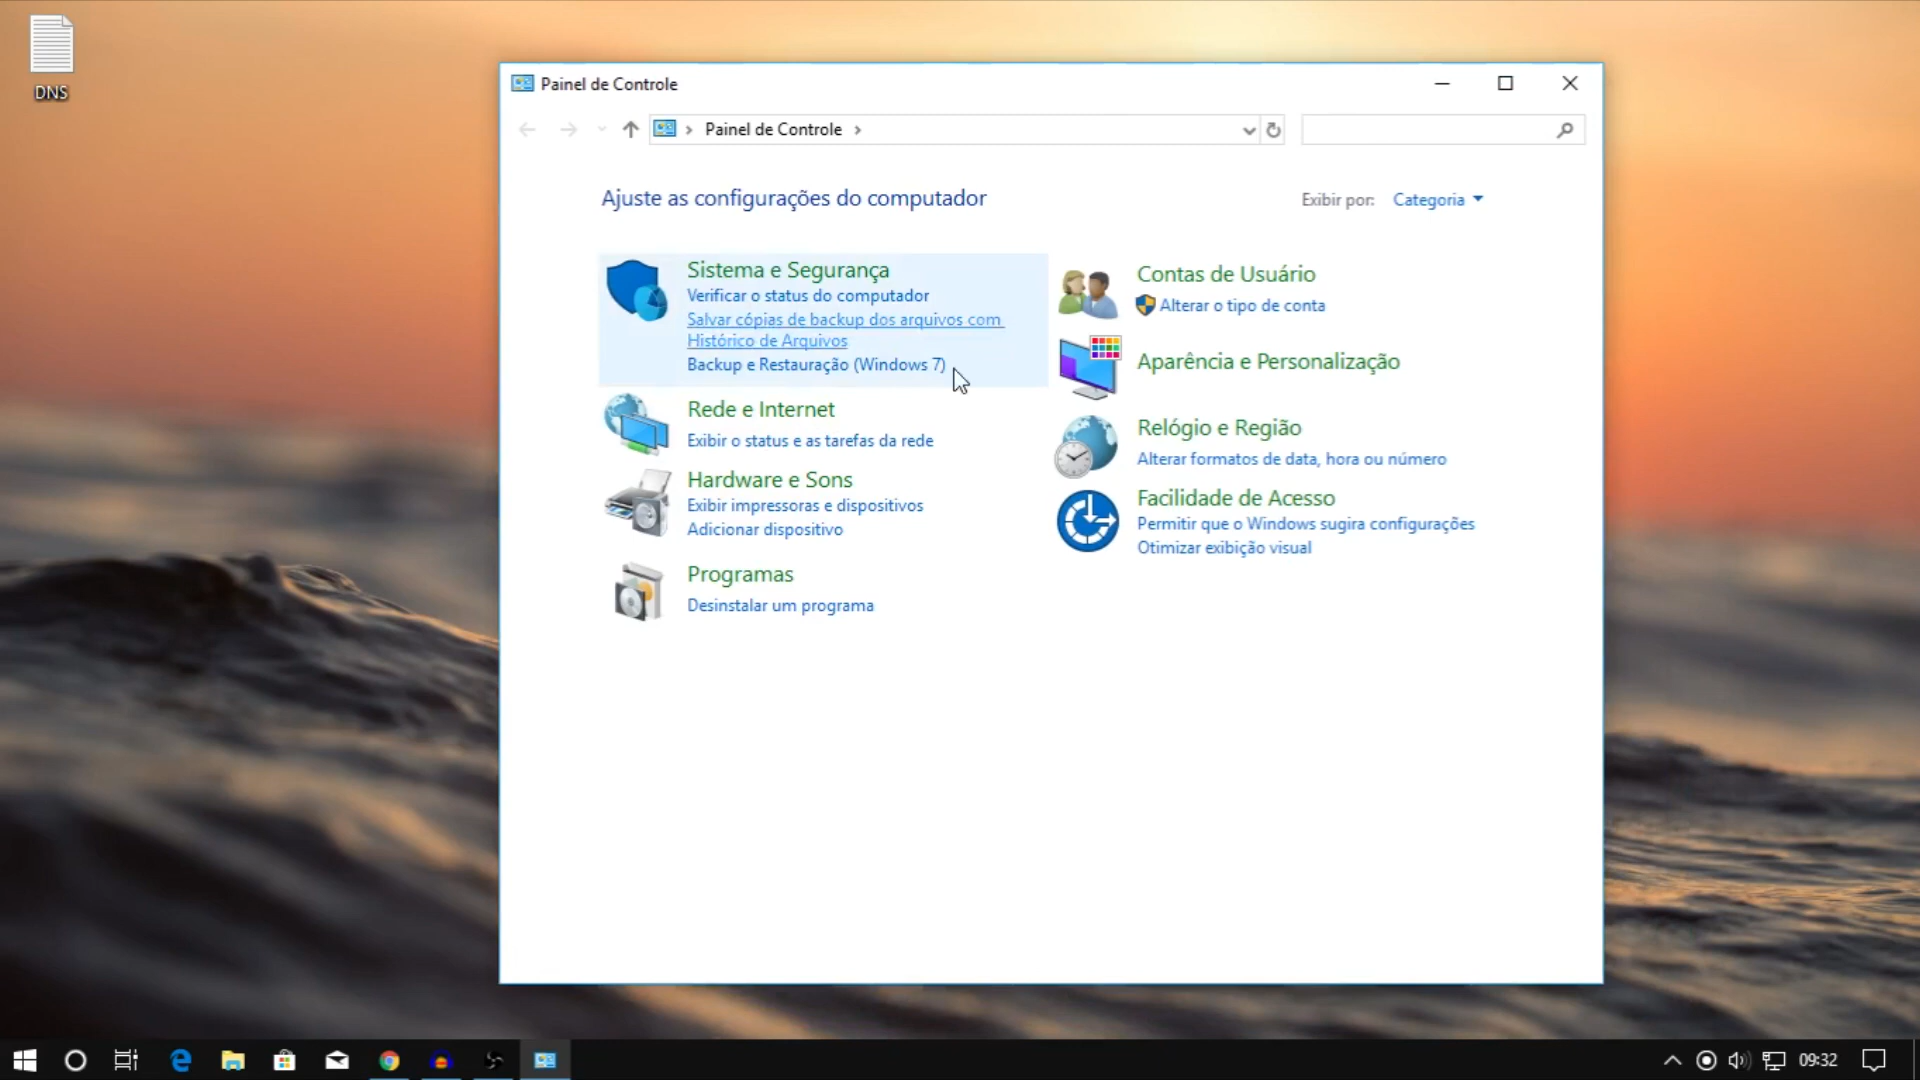 DNS
Painel de Controle
Painel de Controle
Ajuste as configurações do computador
Exibir por: Categoria
Sistema e Segurança
Verificar o status do computador
Salvar cópias de backup dos arquivos com
Histórico de Arquivos
Backup e Restauração (Windows 7)
Rede e Internet
Exibir o status e as tarefas da rede
Hardware e Sons
Exibir impressoras e dispositivos
Adicionar dispositivo
Programas
Desinstalar um programa
Contas de Usuário
Alterar o tipo de conta
Aparência e Personalização
Relógio e Região
Alterar formatos de data, hora ou número
Facilidade de Acesso
Permitir que o Windows sugira configurações
Otimizar exibição visual
09:32